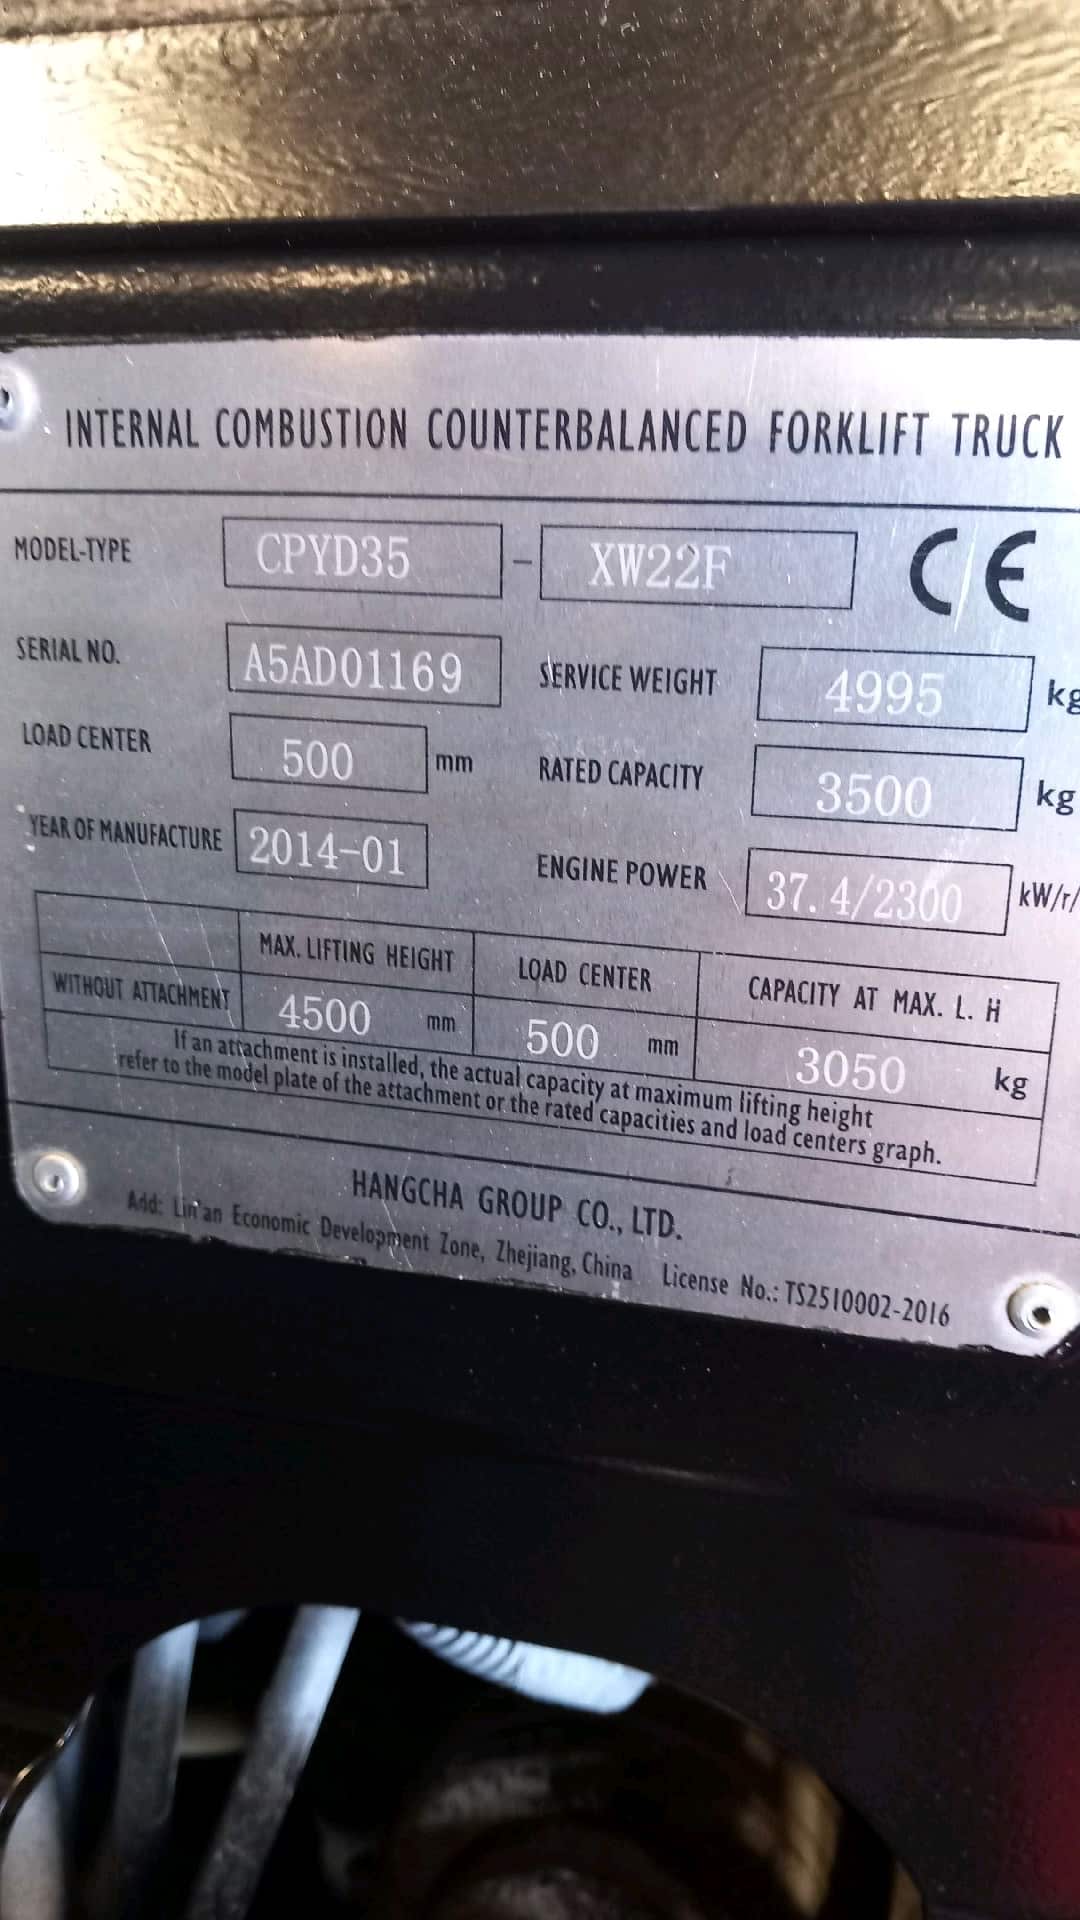 INTERNAL COMBUSTION COUNTERBALANCED FORKLIFT TRUCK
MODEL-TYPE CPYD35 - XW22F CE
SERIAL NO. A5AD01169 SERVICE WEIGHT 4995 kg
LOAD CENTER 500 mm RATED CAPACITY 3500 kg
YEAR OF MANUFACTURE 2014-01 ENGINE POWER 37.4/2300 kW/r/
MAX. LIFTING HEIGHT LOAD CENTER CAPACITY AT MAX. L. H
WITHOUT ATTACHMENT 4500 mm 500 mm 3050 kg
If an attachment is installed, the actual capacity at maximum lifting height
refer to the model plate of the attachment or the rated capacities and load centers graph.
HANGCHA GROUP CO., LTD.
Add: Lin'an Economic Development Zone, Zhejiang, China License No.: TS2510002-2016